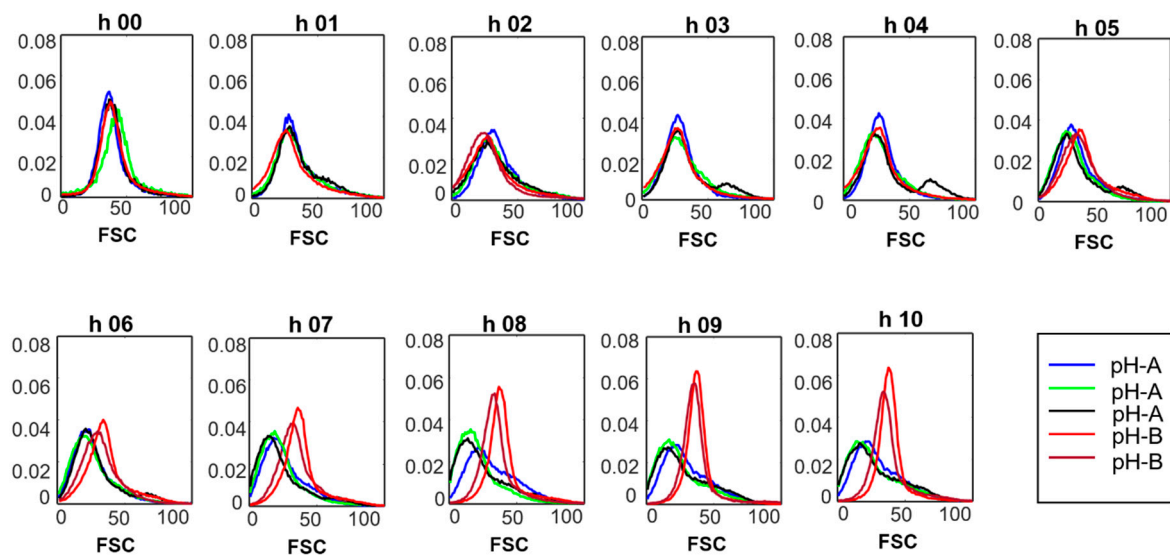 h 00 h 01 h 02 h 03 h 04 h 05
0.08 0.08 0.08 0.08 0.08 0.08
0.06 0.06 0.06 0.06 0.06 0.06
0.04 0.04 0.04 0.04 0.04 0.04
0.02 0.02 0.02 0.02 0.02 0.02
0 0 0 0 0 0
0 50 100 0 50 100 0 50 100 0 50 100 0 50 100 0 50 100
FSC FSC FSC FSC FSC FSC
h 06 h 07 h 08 h 09 h 10
0.08 0.08 0.08 0.08 0.08
0.06 0.06 0.06 0.06 0.06
0.04 0.04 0.04 0.04 0.04
0.02 0.02 0.02 0.02 0.02
0 0 0 0 0
0 50 100 0 50 100 0 50 100 0 50 100 0 50 100
FSC FSC FSC FSC FSC
pH-A
pH-A
pH-A
pH-B
pH-B